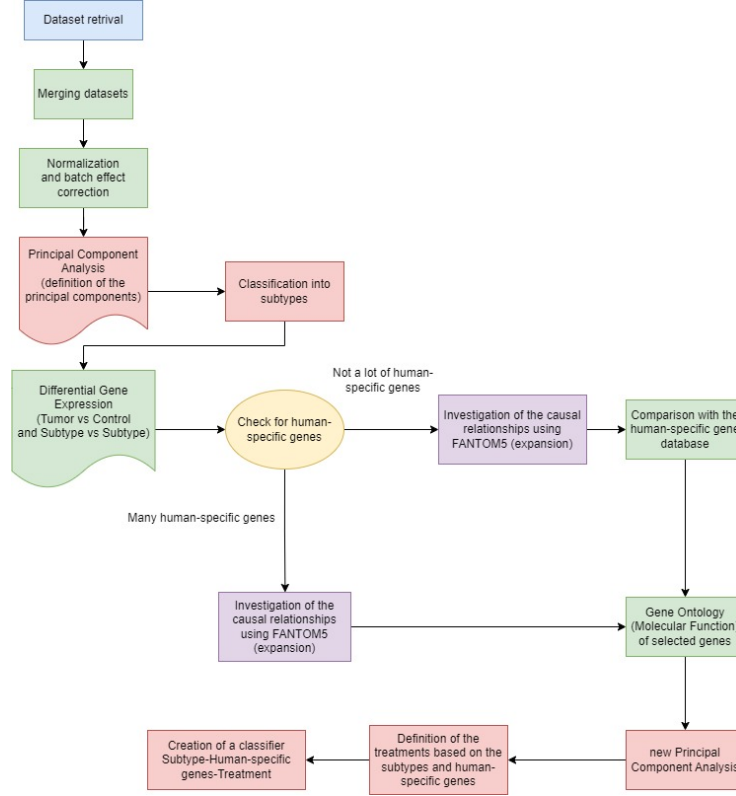 Dataset retrival
Merging datasets
Normalization
and batch effect
correction
Principal Component
Analysis
(definition of the
principal components)
Classification into
subtypes
Differential Gene
Expression
(Tumor vs Control
and Subtype vs Subtype)
Check for human-
specific genes
Not a lot of human-
specific genes
Investigation of the causal
relationships using
FANTOM5 (expansion)
Comparison with the
human-specific gene
database
Many human-specific genes
Investigation of the
causal relationships
using FANTOM5
(expansion)
Gene Ontology
(Molecular Function)
of selected genes
new Principal
Component Analysis
Definition of the
treatments based on the
subtypes and human-
specific genes
Creation of a classifier
Subtype-Human-specific
genes-Treatment